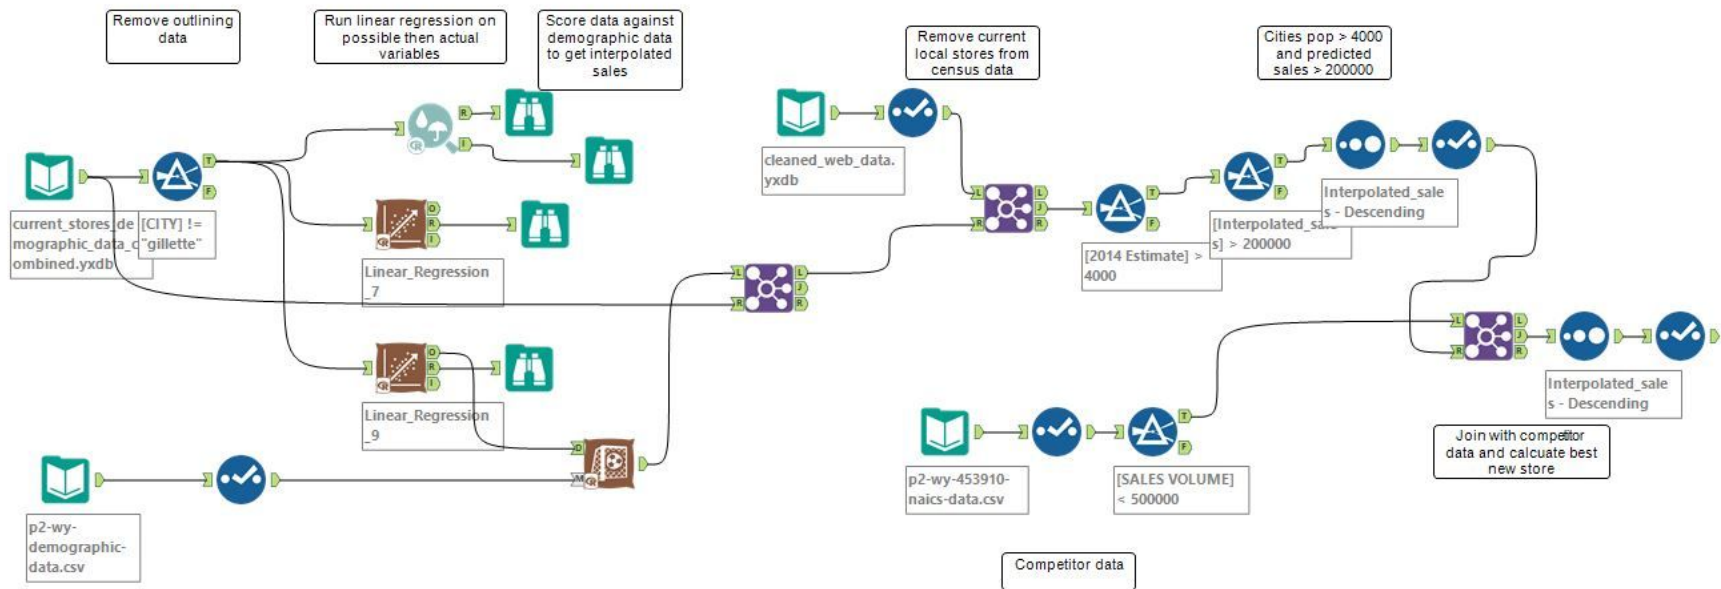 Remove outlining
data
Run linear regression on
possible then actual
variables
Score data against
demographic data
to get interpolated
sales
Remove current
local stores from
census data
Cities pop > 4000
and predicted
sales > 200000
current_stores_de
mographic_data_c
ombined.yxdb
[CITY] !=
"gillette"
T
F
R
I
O
R
I
Linear_Regression
_7
O
R
I
Linear_Regression
_9
D
M
p2-wy-
demographic-
data.csv
L
R
L
J
R
cleaned_web_data.
yxdb
L
R
L
J
R
T
F
[2014 Estimate] >
4000
T
F
[Interpolated_sale
s] > 200000
Interpolated_sale
s - Descending
p2-wy-453910-
naics-data.csv
T
F
[SALES VOLUME]
< 500000
L
R
L
J
R
Interpolated_sale
s - Descending
Join with competitor
data and calcuate best
new store
Competitor data